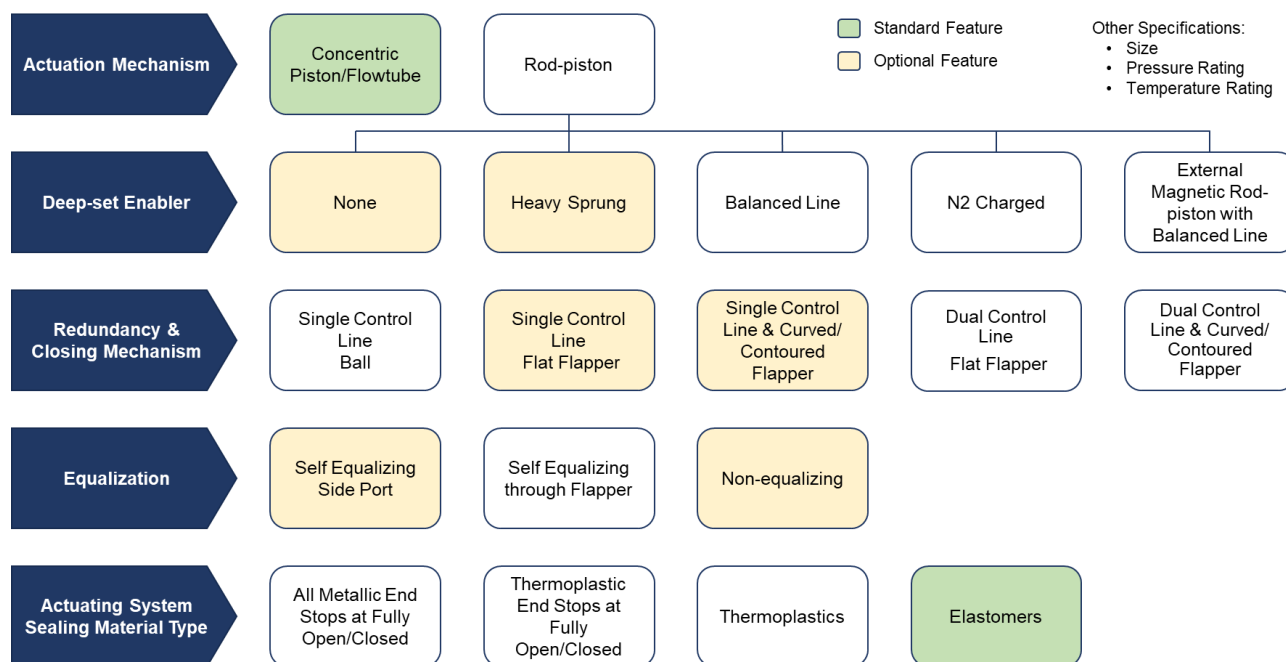 Actuation Mechanism
Concentric
Piston/Flowtube
Rod-piston
Standard Feature
Optional Feature
Other Specifications:
• Size
• Pressure Rating
• Temperature Rating
Deep-set Enabler
None
Heavy Sprung
Balanced Line
N2 Charged
External
Magnetic Rod-
piston with
Balanced Line
Redundancy &
Closing Mechanism
Single Control
Line
Ball
Single Control
Line
Flat Flapper
Single Control
Line & Curved/
Contoured
Flapper
Dual Control
Line
Flat Flapper
Dual Control
Line & Curved/
Contoured
Flapper
Equalization
Self Equalizing
Side Port
Self Equalizing
through Flapper
Non-equalizing
Actuating System
Sealing Material Type
All Metallic End
Stops at Fully
Open/Closed
Thermoplastic
End Stops at
Fully
Open/Closed
Thermoplastics
Elastomers